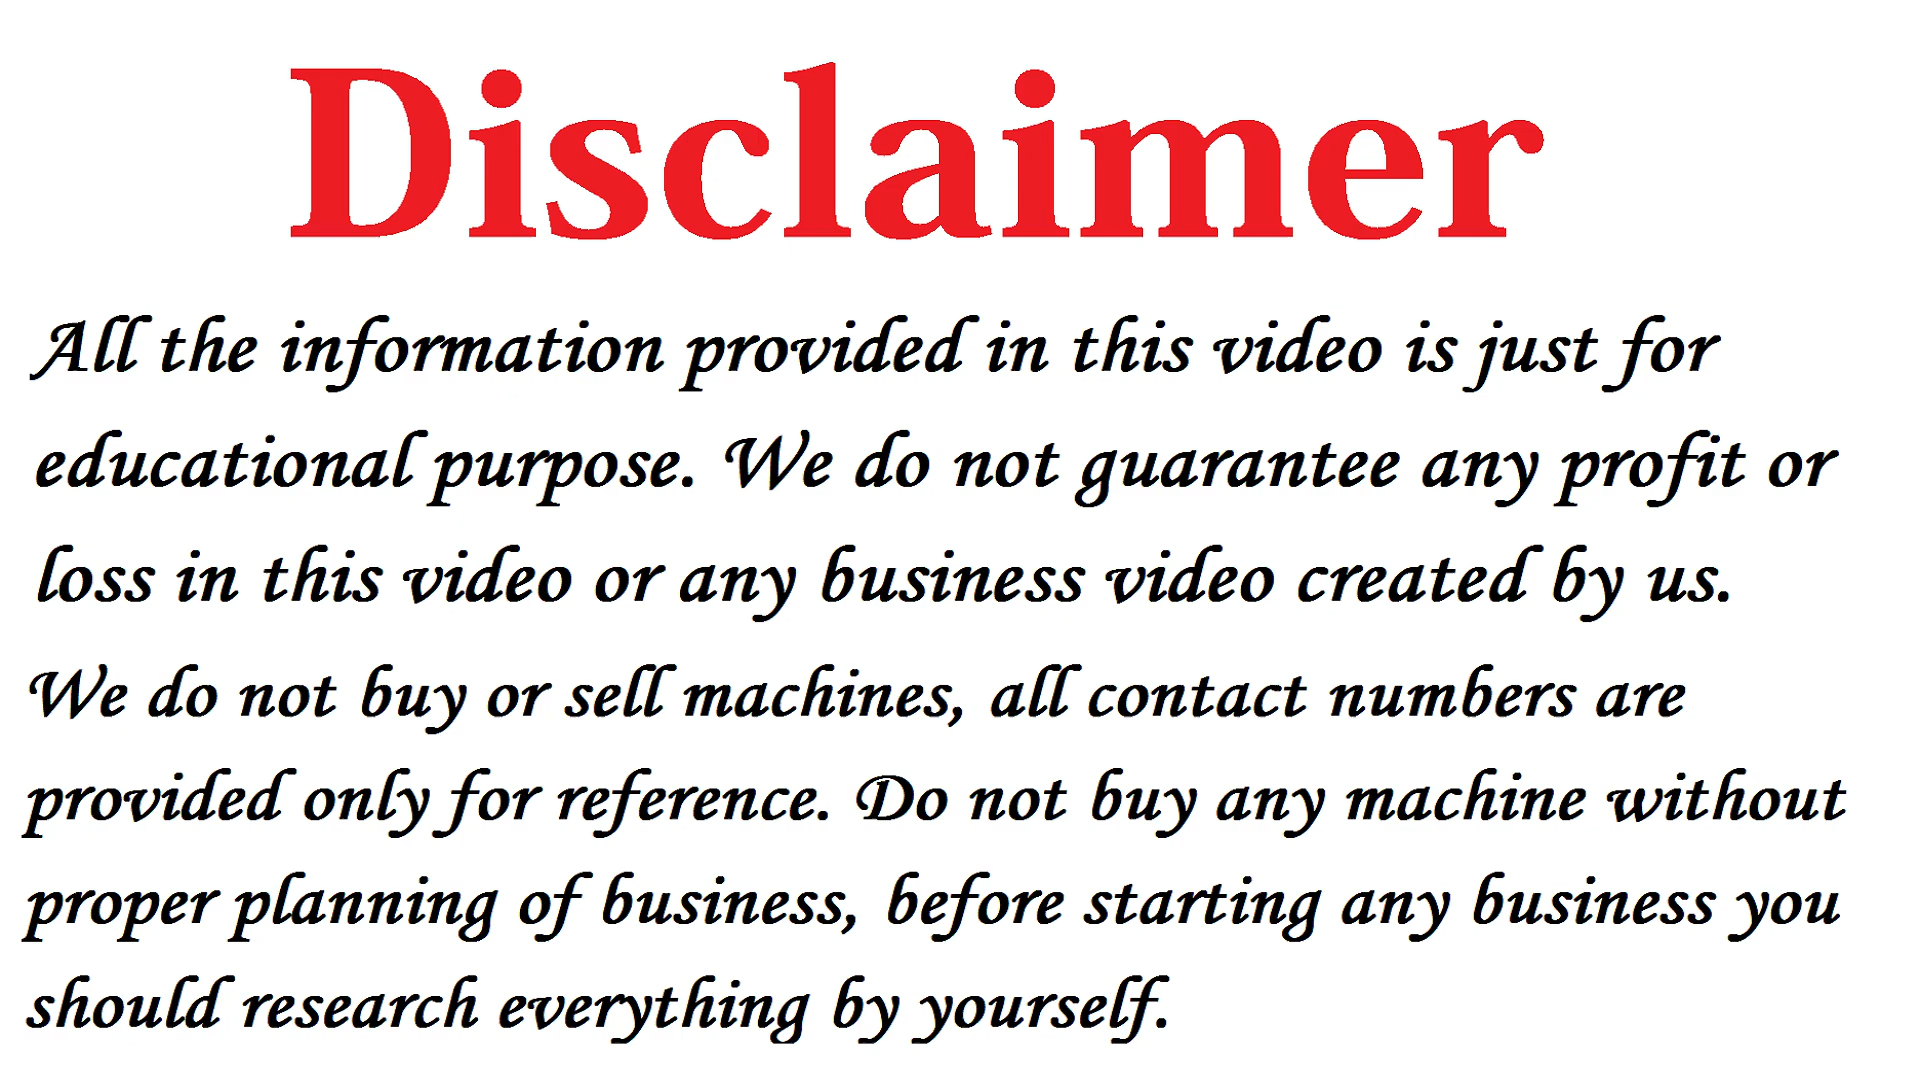 Disclaimer
All the information provided in this video is just for
educational purpose. We do not guarantee any profit or
loss in this video or any business video created by us.
We do not buy or sell machines, all contact numbers are
provided only for reference. Do not buy any machine without
proper planning of business, before starting any business you
should research everything by yourself.